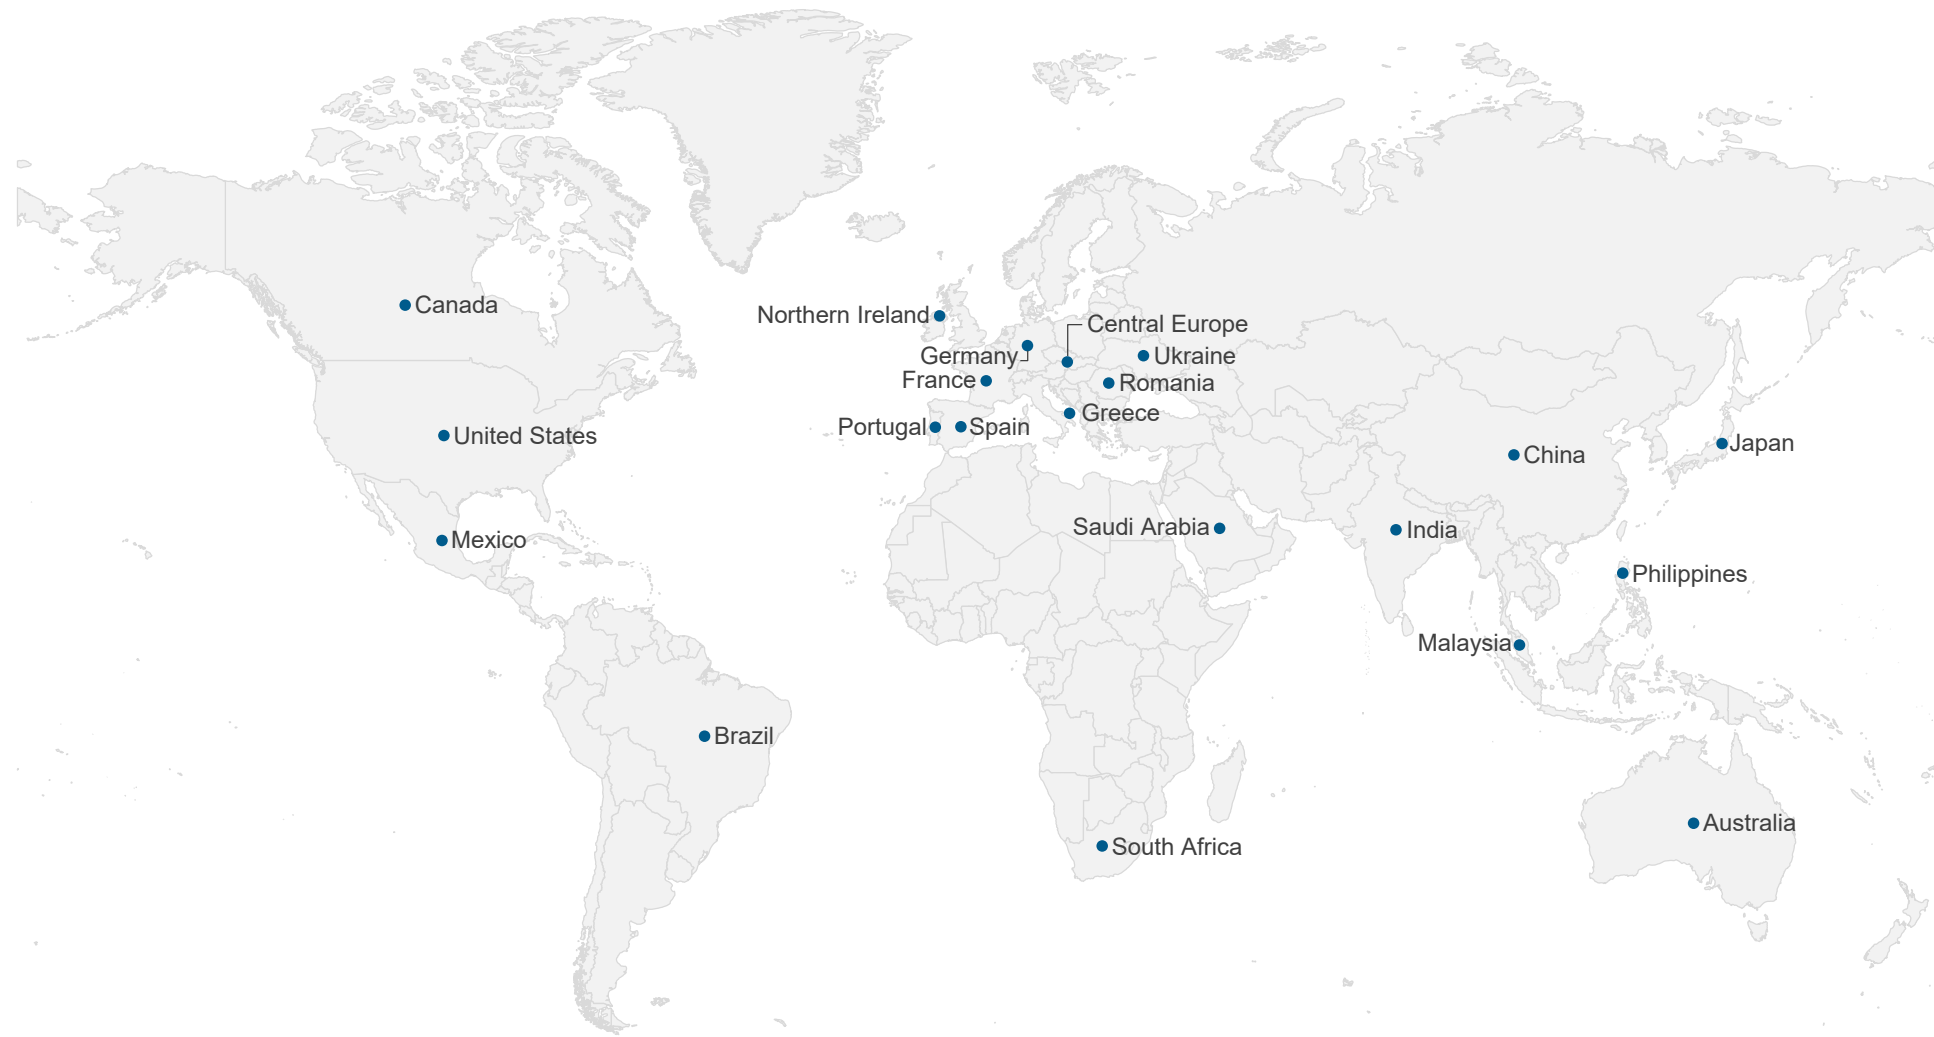 Canada
Northern Ireland
Central Europe
Germany
Ukraine
France
Romania
Greece
Portugal
Spain
United States
Japan
China
Saudi Arabia
India
Mexico
Philippines
Malaysia
Brazil
Australia
South Africa